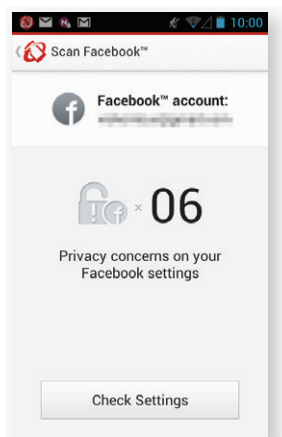 10:00
Scan Facebook™
Facebook™ account:
× 06
Privacy concerns on your
Facebook settings
Check Settings